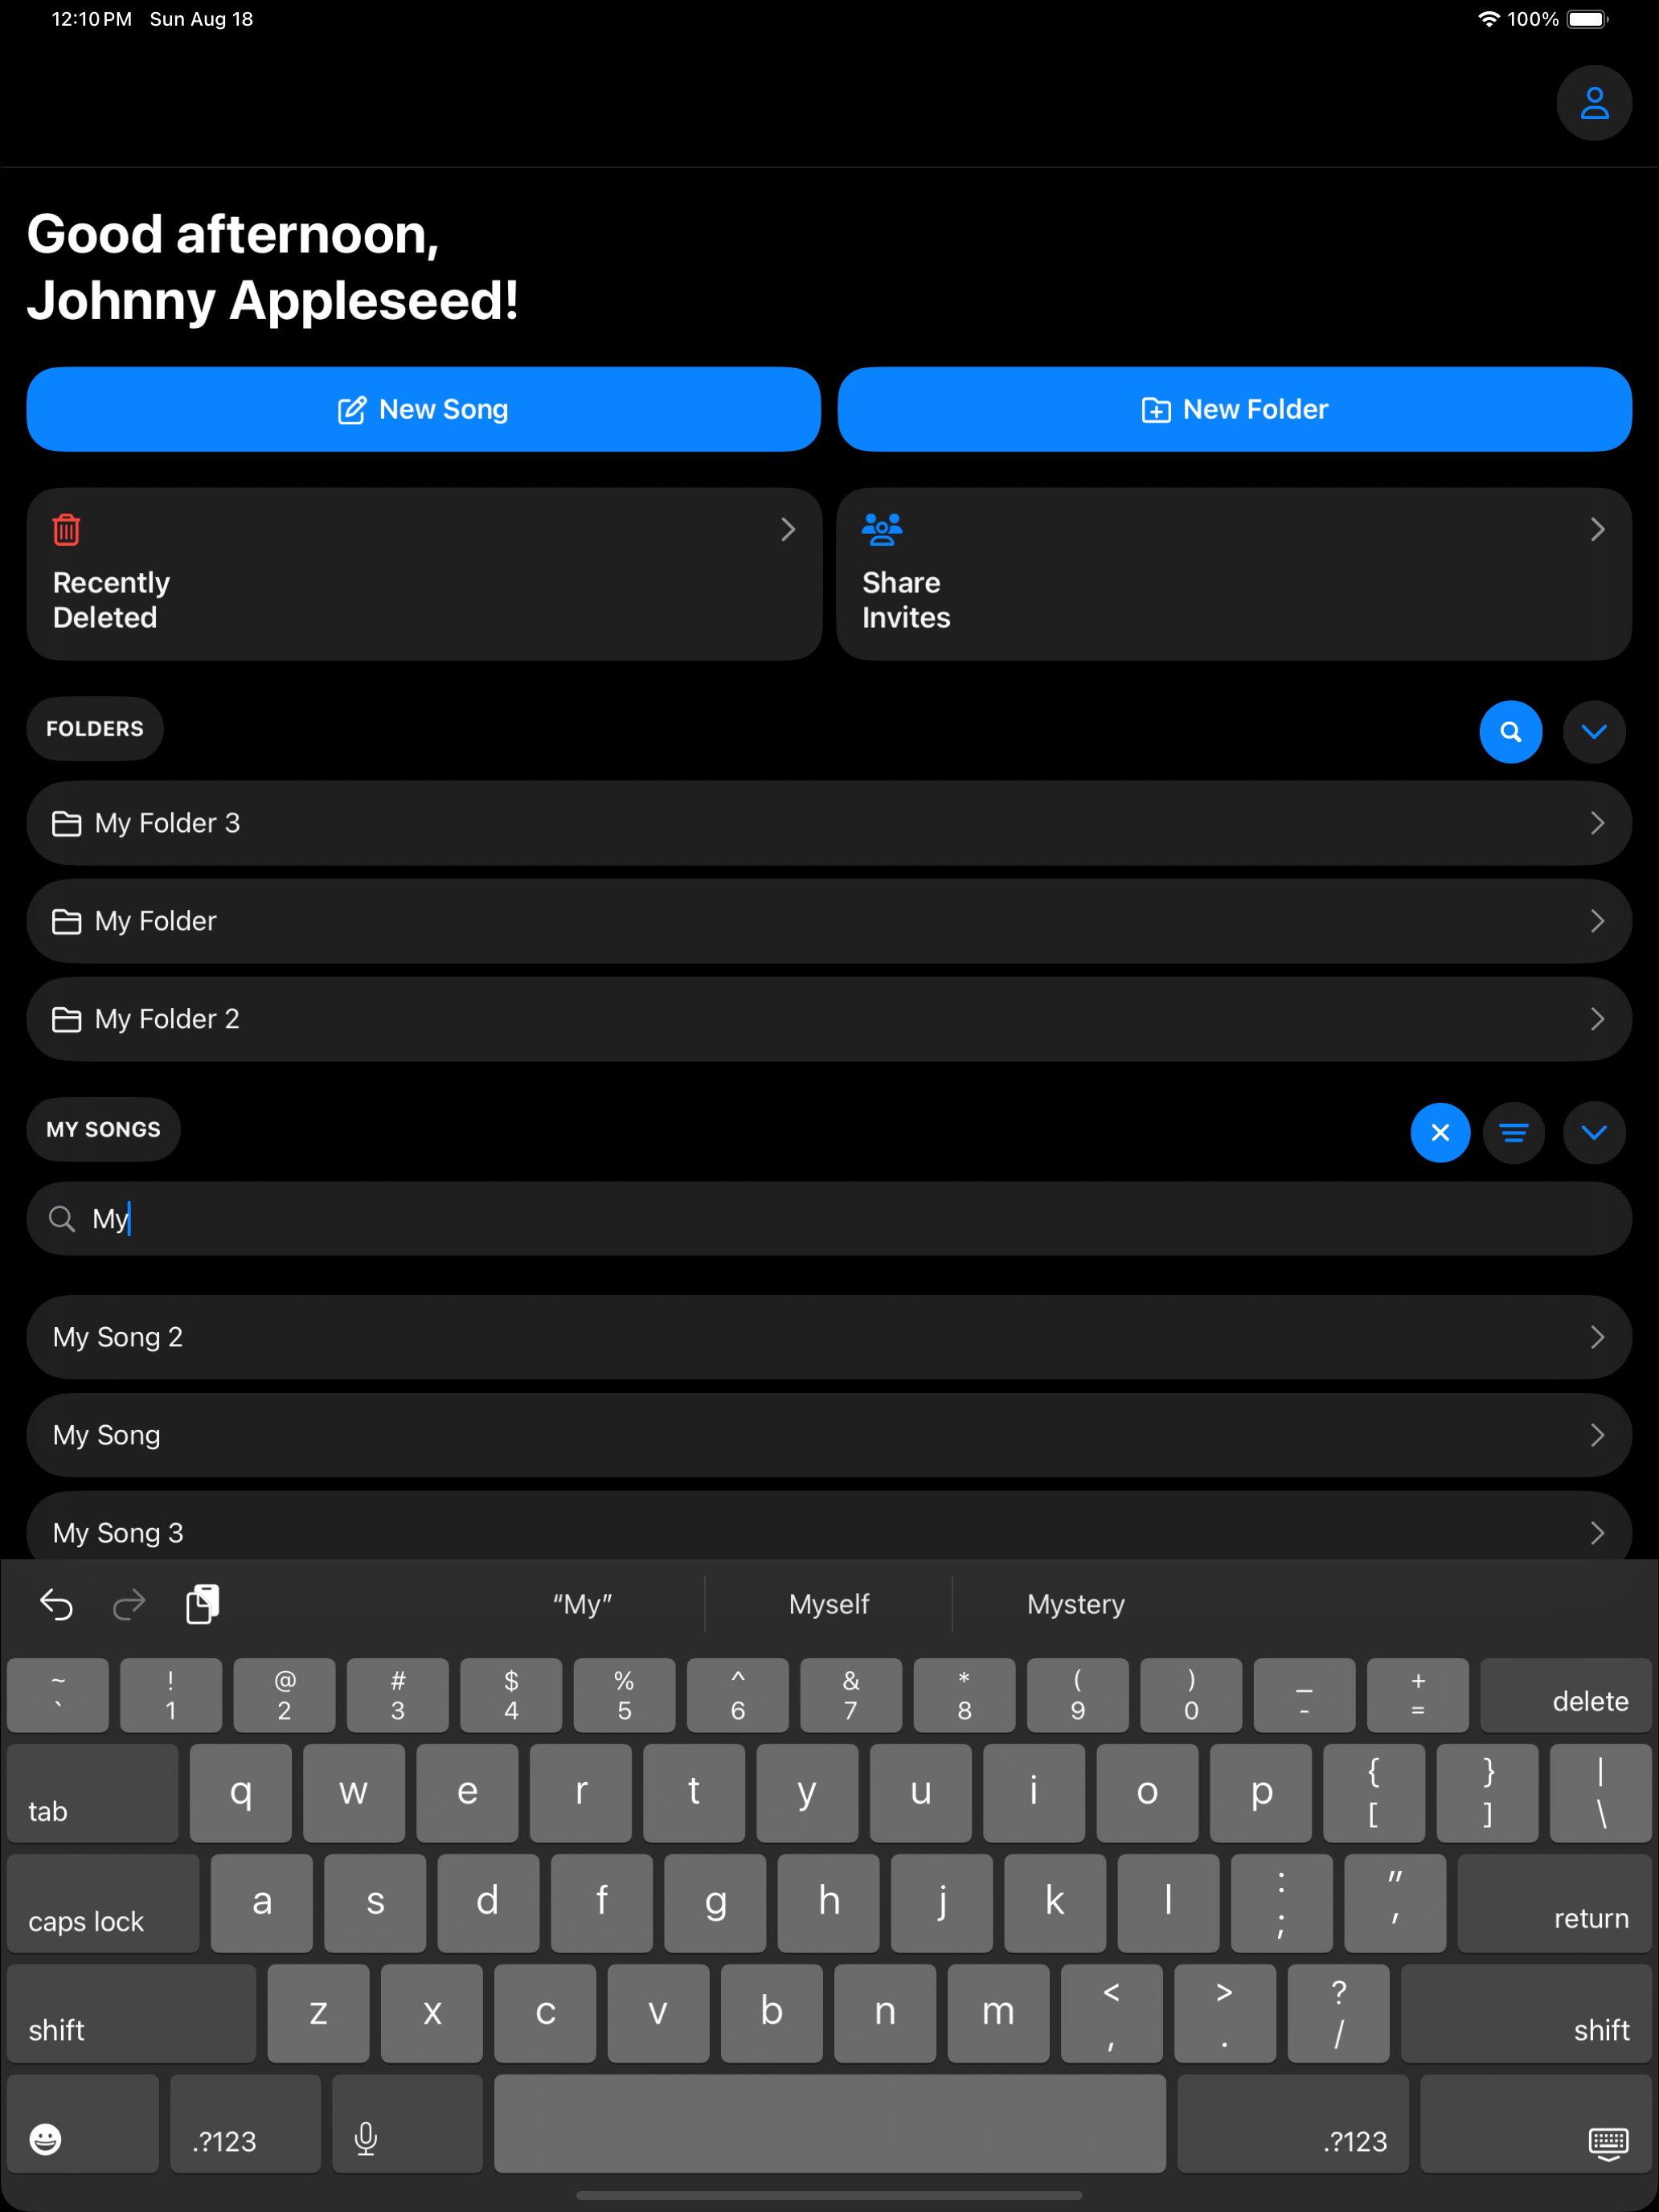 12:10 PM Sun Aug 18
100%
Good afternoon,
Johnny Appleseed!
New Song
New Folder
Recently
Deleted
Share
Invites
FOLDERS
My Folder 3
My Folder
My Folder 2
MY SONGS
My
My Song 2
My Song
My Song 3
“My” Myself Mystery
~ ! @ # $ % ^ & * ( ) _ +
` 1 2 3 4 5 6 7 8 9 0 - = delete
tab q w e r t y u i o p { } |
[ ] \
caps lock a s d f g h j k l : "
; ' return
shift z x c v b n m < > ?
, . / shift
.?123 .?123